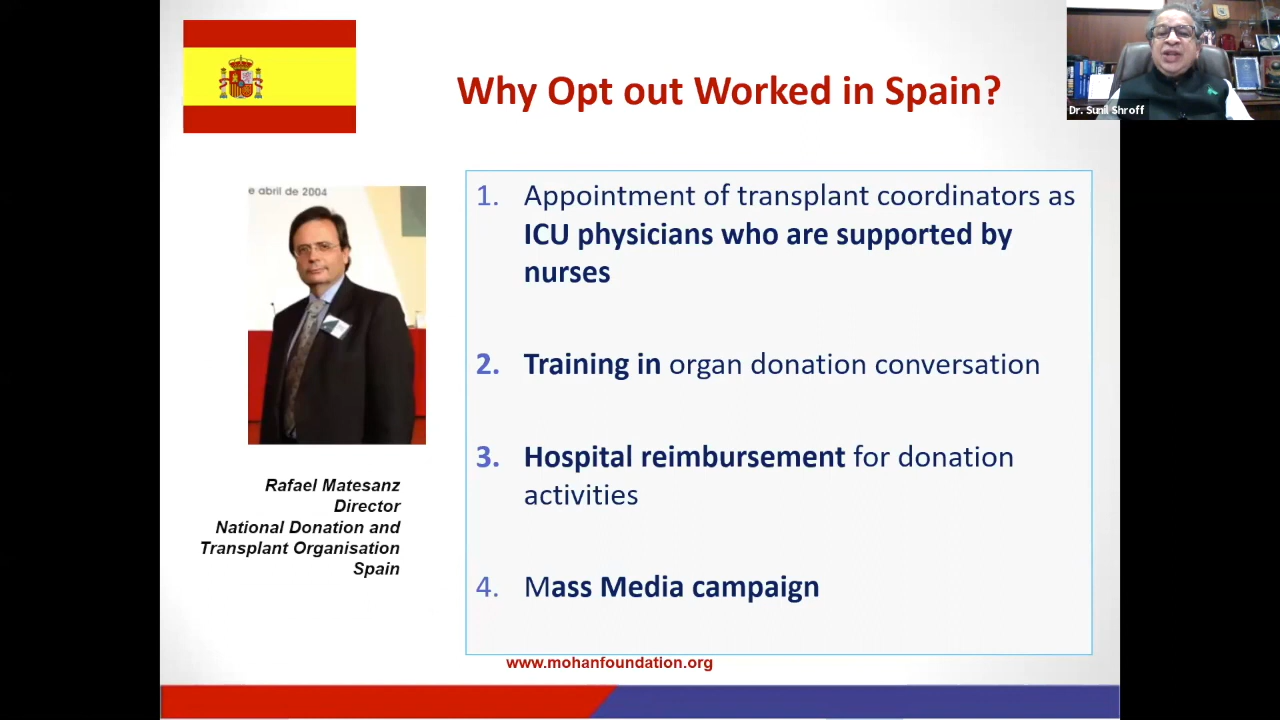 Why Opt out Worked in Spain?
Dr. Sunil Shroff
e abril de 2004
1. Appointment of transplant coordinators as
ICU physicians who are supported by
nurses
2. Training in organ donation conversation
3. Hospital reimbursement for donation
activities
4. Mass Media campaign
Rafael Matesanz
Director
National Donation and
Transplant Organisation
Spain
www.mohanfoundation.org